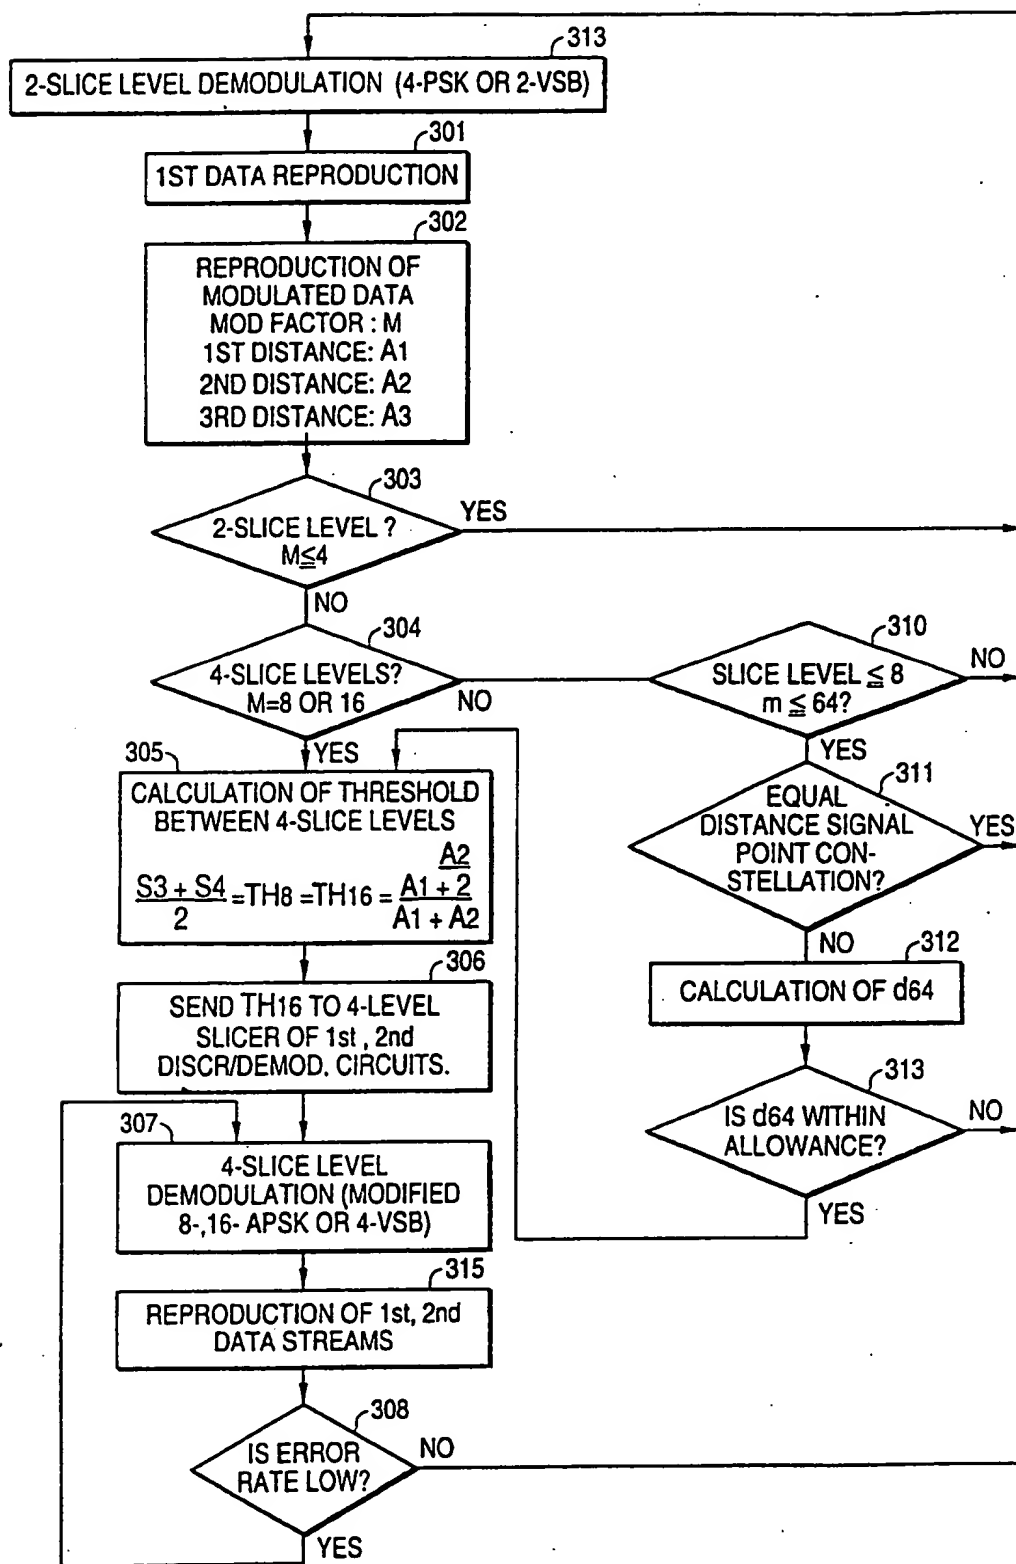 313
2-SLICE LEVEL DEMODULATION (4-PSK OR 2-VSB)
301
1ST DATA REPRODUCTION
302
REPRODUCTION OF
MODULATED DATA
MOD FACTOR : M
1ST DISTANCE: A1
2ND DISTANCE: A2
3RD DISTANCE: A3
303
2-SLICE LEVEL ?
M≦4
YES
NO
304
4-SLICE LEVELS?
M=8 OR 16
NO
YES
310
SLICE LEVEL ≦ 8
m ≦ 64?
NO
YES
305
CALCULATION OF THRESHOLD
BETWEEN 4-SLICE LEVELS
S3 + S4 / 2 = TH8 = TH16 = A1 + A2 / 2 / A1 + A2
311
EQUAL
DISTANCE SIGNAL
POINT CON-
STELLATION?
YES
NO
306
SEND TH16 TO 4-LEVEL
SLICER OF 1st , 2nd
DISCR/DEMOD. CIRCUITS.
312
CALCULATION OF d64
313
IS d64 WITHIN
ALLOWANCE?
NO
YES
307
4-SLICE LEVEL
DEMODULATION (MODIFIED
8-,16- APSK OR 4-VSB)
315
REPRODUCTION OF 1st, 2nd
DATA STREAMS
308
IS ERROR
RATE LOW?
NO
YES